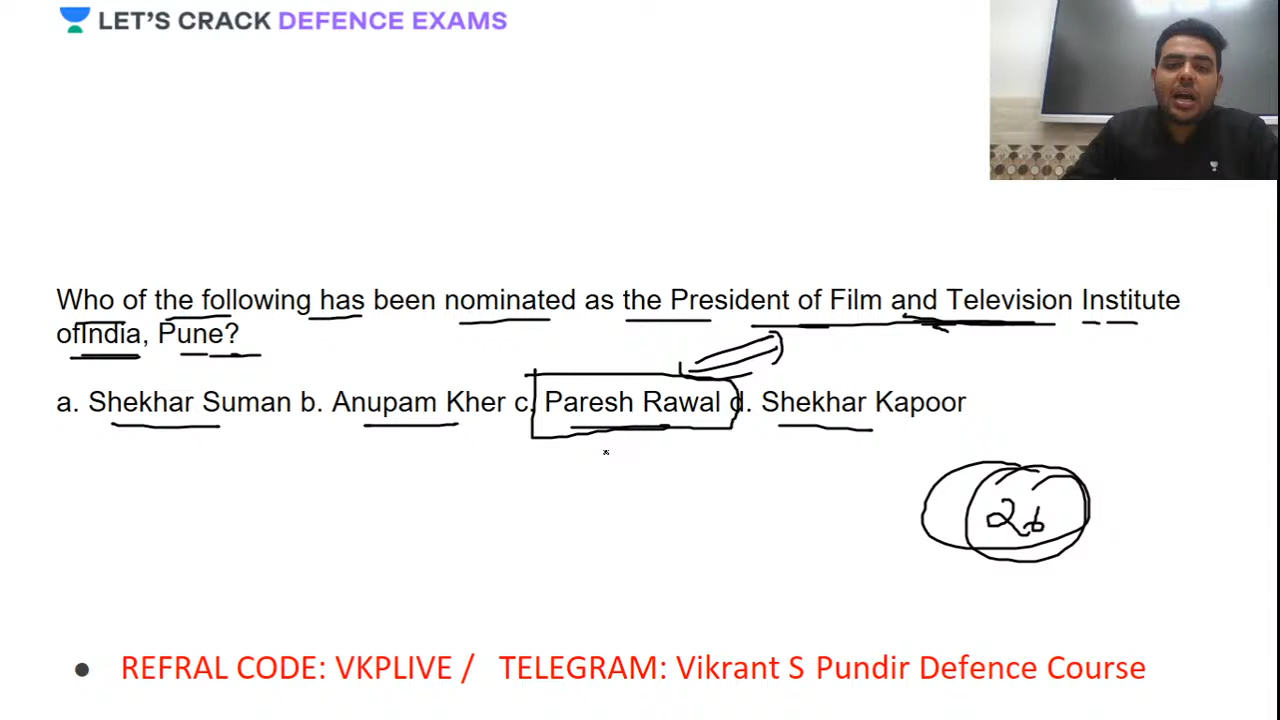 LET'S CRACK DEFENCE EXAMS
Who of the following has been nominated as the President of Film and Television Institute
ofIndia, Pune?
a. Shekhar Suman b. Anupam Kher c. Paresh Rawal d. Shekhar Kapoor
REFRAL CODE: VKPLIVE / TELEGRAM: Vikrant S Pundir Defence Course